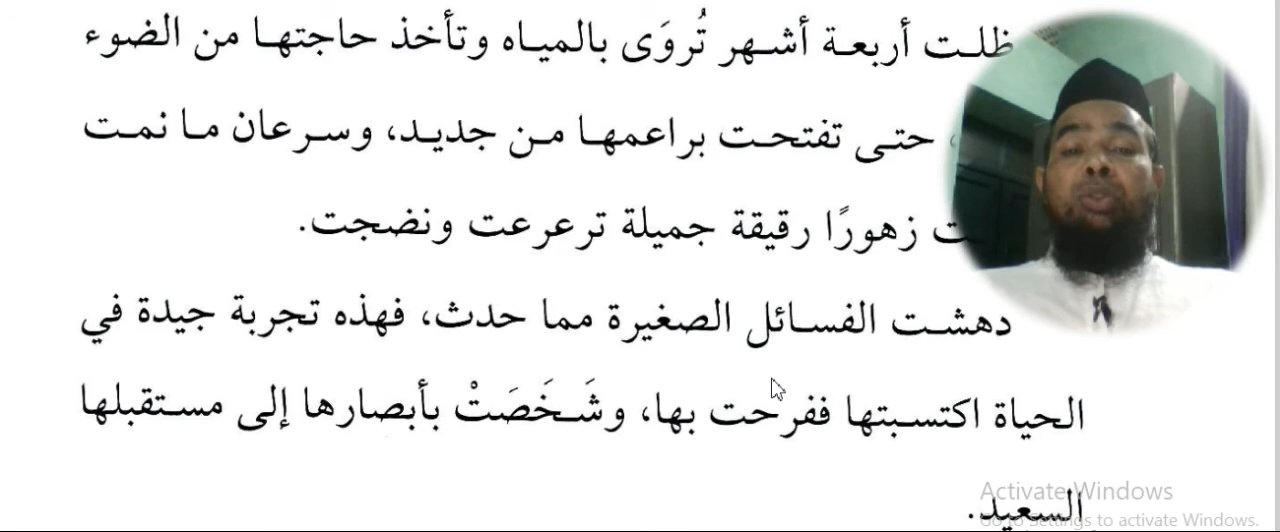 ظلت أربعة أشهر تُروَى بالمياه وتأخذ حاجتها من الضوء
حتى تفتحت براعمها من جديد، وسرعان ما نمت
زهورًا رقيقة جميلة ترعرعت ونضجت.
دهشت الفسائل الصغيرة مما حدث، فهذه تجربة جيدة في
الحياة اكتسبتها ففرحت بها، وشَخَصَتْ بأبصارها إلى مستقبلها
السعيد.
Activate Windows
Go to Settings to activate Windows.